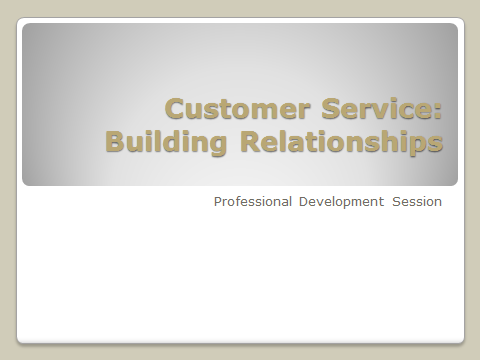 Customer Service:
Building Relationships
Professional Development Session